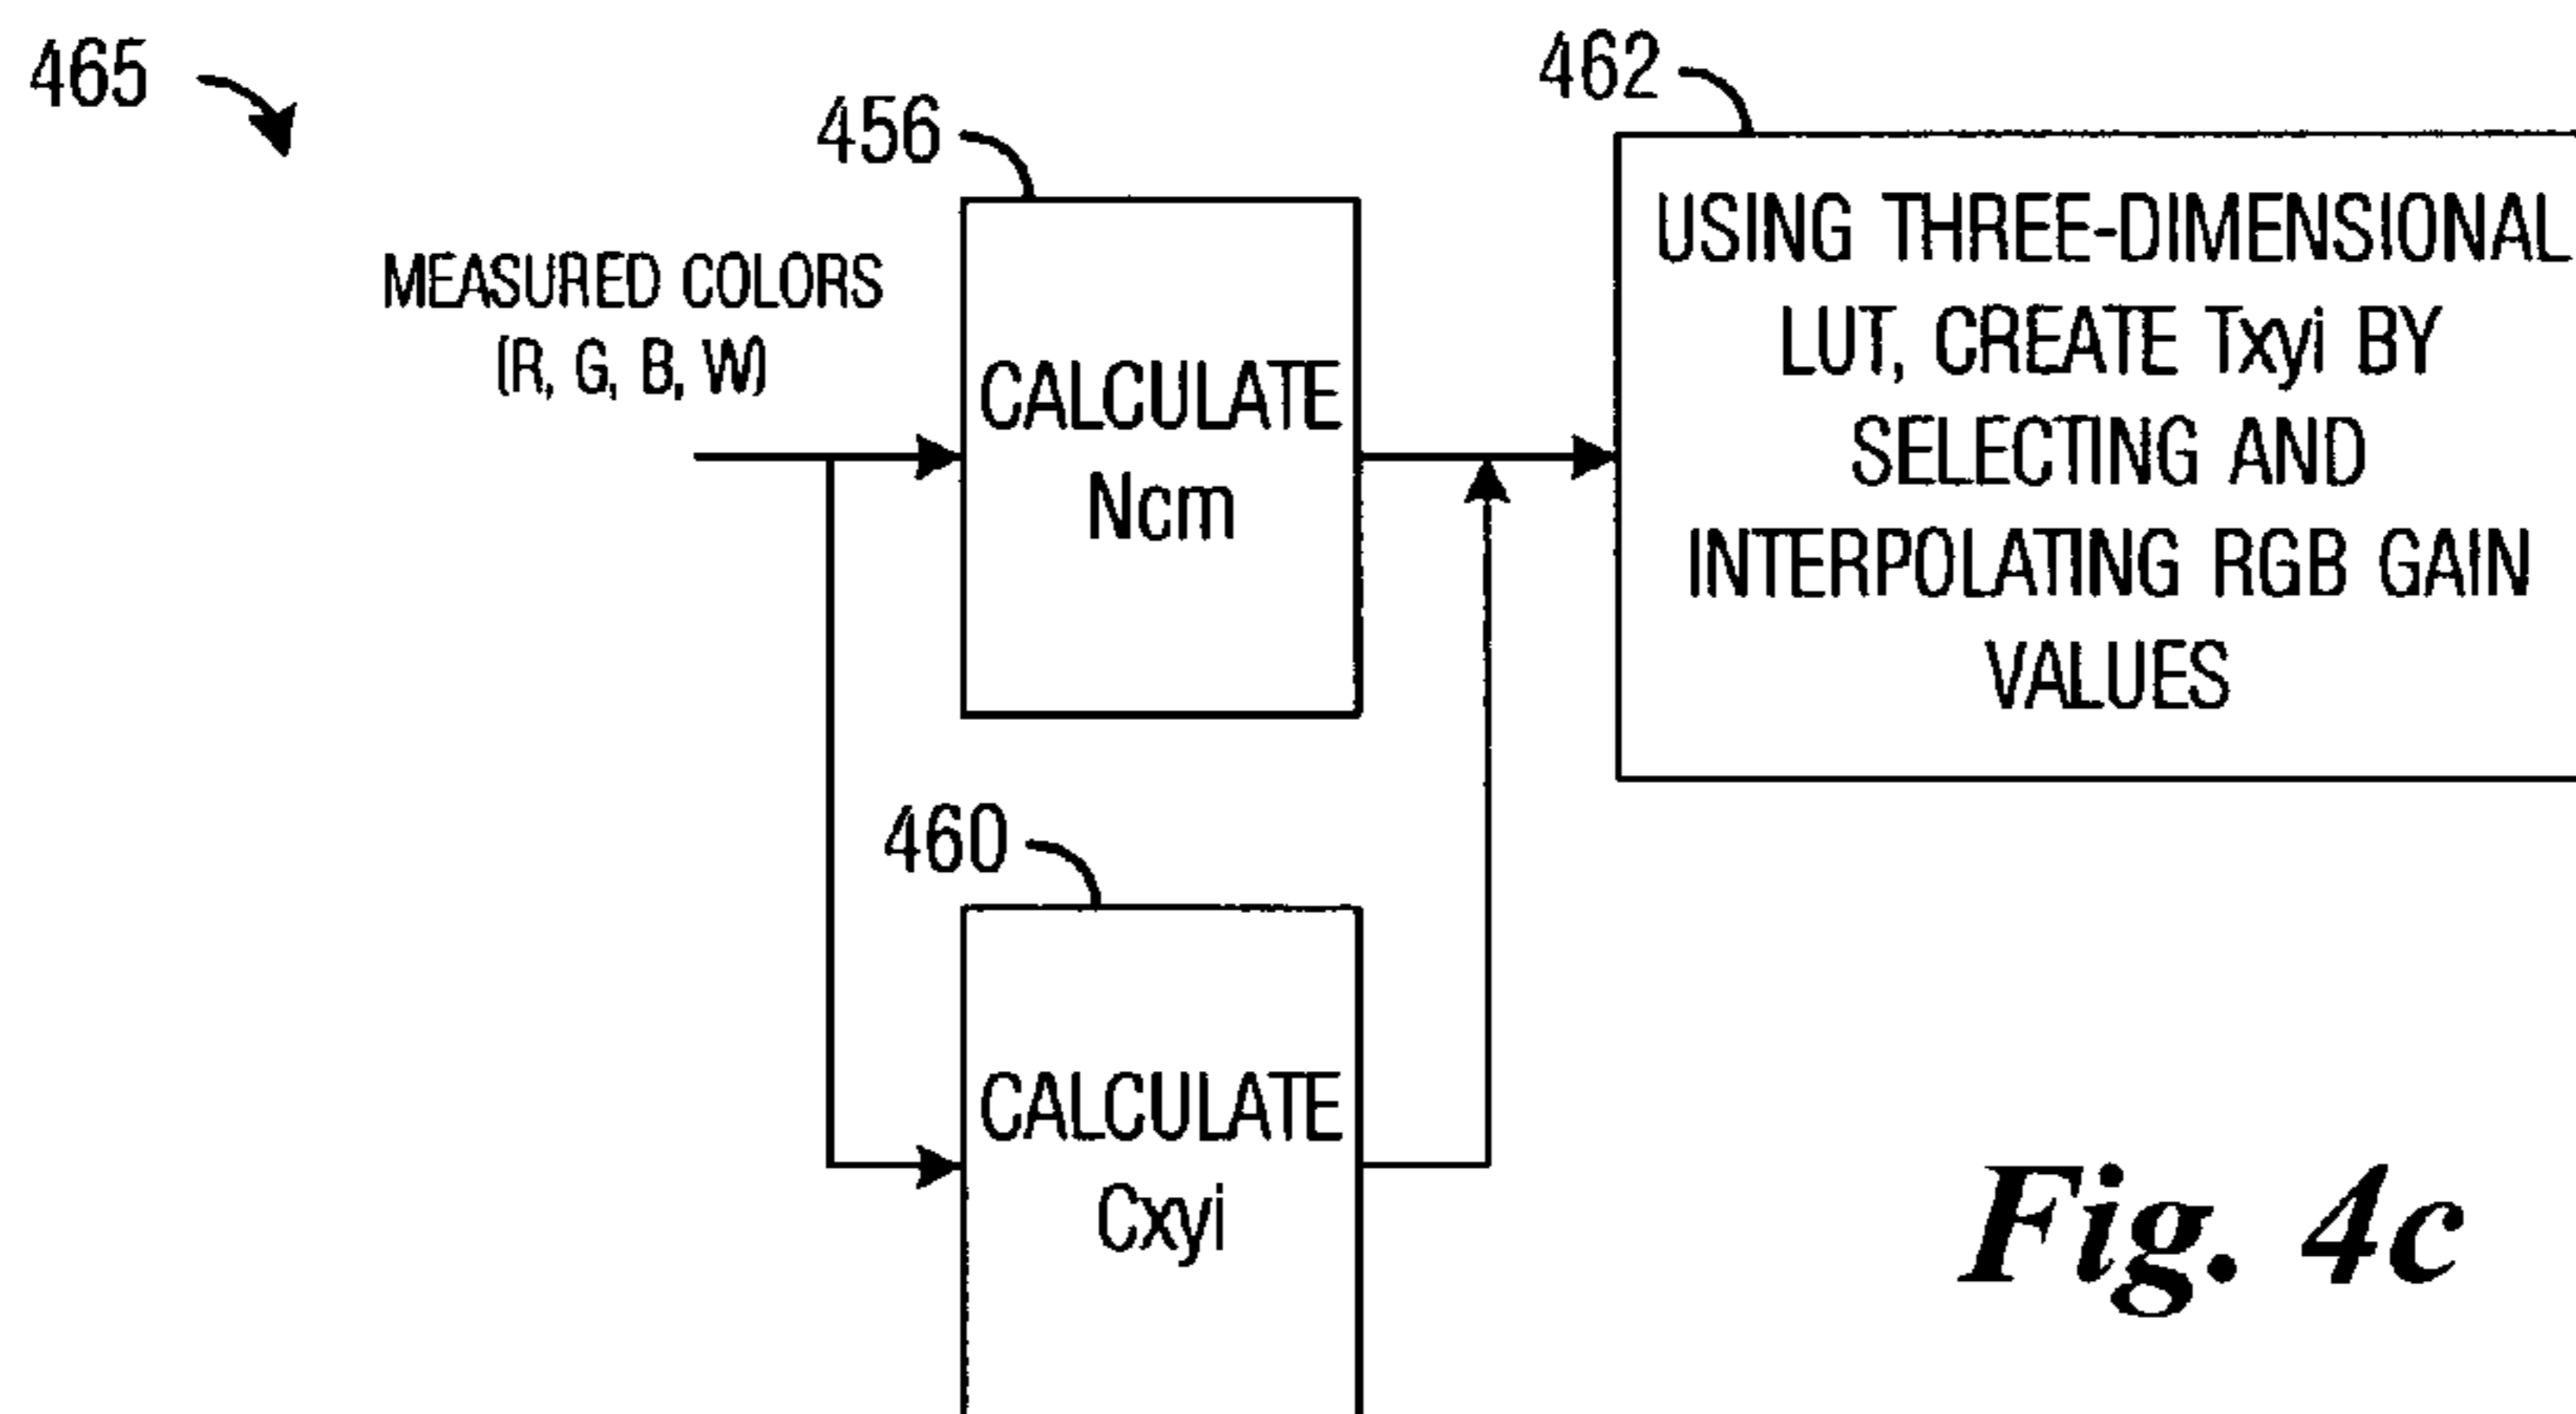 465
462
456
MEASURED COLORS
(R, G, B, W)
CALCULATE
Ncm
USING THREE-DIMENSIONAL
LUT, CREATE Txyi BY
SELECTING AND
INTERPOLATING RGB GAIN
VALUES
460
CALCULATE
Cxyi
Fig. 4c